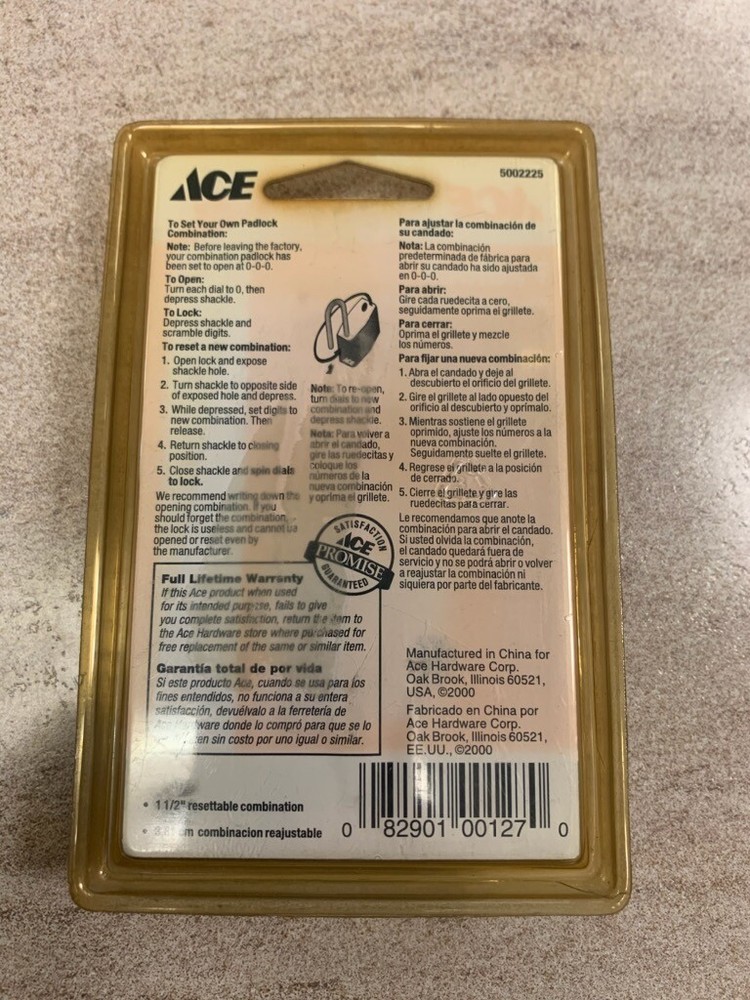 ACE
5002225
To Set Your Own Padlock
Combination:
Note: Before leaving the factory,
your combination padlock has
been set to open at 0-0-0.
To Open:
Turn each dial to 0, then
depress shackle.
To Lock:
Depress shackle and
scramble digits.
To reset a new combination:
1. Open lock and expose
shackle hole.
2. Turn shackle to opposite side
of exposed hole and depress.
3. While depressed, set digits to
new combination. Then
release.
4. Return shackle to closing
position.
5. Close shackle and spin dials
to lock.
We recommend writing down the
opening combination. If you
should forget the combination,
the lock is useless and cannot be
opened or reset even by
the manufacturer.
Note: To re-open,
turn dials to new
combination and
depress shackle.
Nota: Para volver a
abrir el candado,
gire las ruedecitas y
coloque los
números de la
nueva combinación
y oprima el grillete.
Para ajustar la combinación de
su candado:
Nota: La combinación
predeterminada de fábrica para
abrir su candado ha sido ajustada
en 0-0-0.
Para abrir:
Gire cada ruedecita a cero,
seguidamente oprima el grillete.
Para cerrar:
Oprima el grillete y mezcle
los números.
Para fijar una nueva combinación:
1. Abra el candado y deje al
descubierto el orificio del grillete.
2. Gire el grillete al lado opuesto del
orificio al descubierto y oprímalo.
3. Mientras sostiene el grillete
oprimido, ajuste los números a la
nueva combinación.
Seguidamente suelte el grillete.
4. Regrese el grillete a la posición
de cerrado.
5. Cierre el grillete y gire las
ruedecitas para cerrar.
Le recomendamos que anote la
combinación para abrir el candado.
Si usted olvida la combinación,
el candado quedará fuera de
servicio y no se podrá abrir o volver
a reajustar la combinación ni
siquiera por parte del fabricante.
SATISFACTION
ACE
PROMISE
GUARANTEED
Full Lifetime Warranty
If this Ace product when used
for its intended purpose, fails to give
you complete satisfaction, return the item to
the Ace Hardware store where purchased for
free replacement of the same or similar item.
Garantía total de por vida
Si este producto Ace, cuando se usa para los
fines entendidos, no funciona a su entera
satisfacción, devuélvalo a la ferretería de
Ace Hardware donde lo compró para que se lo
sin costo por uno igual o similar.
Manufactured in China for
Ace Hardware Corp.
Oak Brook, Illinois 60521,
USA, ©2000
Fabricado en China por
Ace Hardware Corp.
Oak Brook, Illinois 60521,
EE.UU., ©2000
• 1 1/2" resettable combination
• 3.81 cm combinacion reajustable
0 82901 00127 0